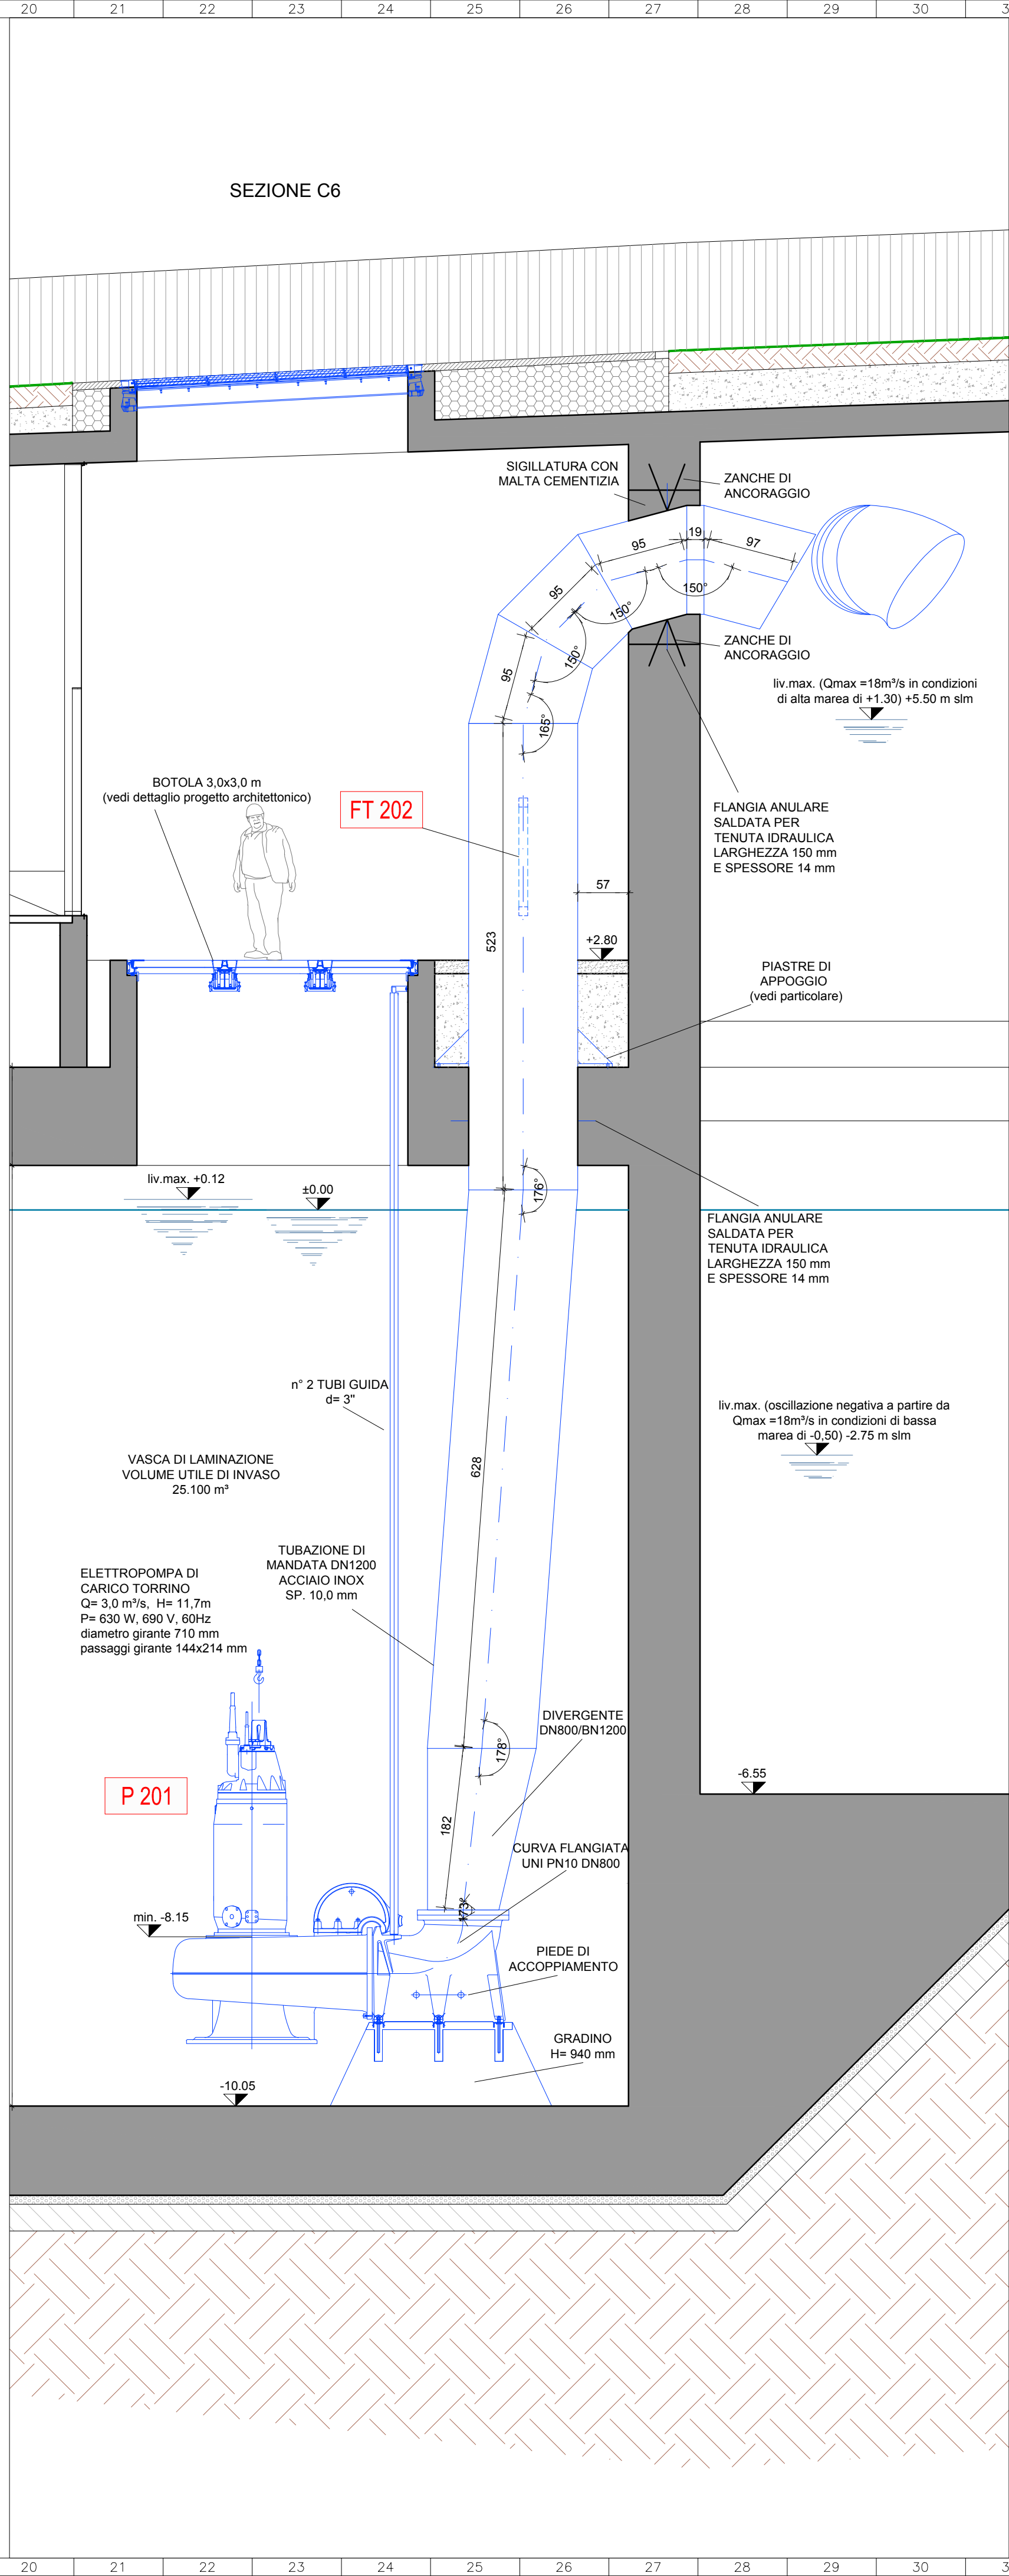 20 21 22 23 24 25 26 27 28 29 30 3
SEZIONE C6
SIGILLATURA CON
MALTA CEMENTIZIA
ZANCHE DI
ANCORAGGIO
95
19
97
95
150°
150°
150°
95
165°
ZANCHE DI
ANCORAGGIO
liv.max. (Qmax =18m³/s in condizioni
di alta marea di +1.30) +5.50 m slm
BOTOLA 3,0x3,0 m
(vedi dettaglio progetto architettonico)
FT 202
FLANGIA ANULARE
SALDATA PER
TENUTA IDRAULICA
LARGHEZZA 150 mm
E SPESSORE 14 mm
57
523
+2.80
PIASTRE DI
APPOGGIO
(vedi particolare)
liv.max. +0.12
±0.00
176°
FLANGIA ANULARE
SALDATA PER
TENUTA IDRAULICA
LARGHEZZA 150 mm
E SPESSORE 14 mm
n° 2 TUBI GUIDA
d= 3"
liv.max. (oscillazione negativa a partire da
Qmax =18m³/s in condizioni di bassa
marea di -0,50) -2.75 m slm
VASCA DI LAMINAZIONE
VOLUME UTILE DI INVASO
25.100 m³
628
TUBAZIONE DI
MANDATA DN1200
ACCIAIO INOX
SP. 10,0 mm
ELETTROPOMPA DI
CARICO TORRINO
Q= 3,0 m³/s, H= 11,7m
P= 630 W, 690 V, 60Hz
diametro girante 710 mm
passaggi girante 144x214 mm
DIVERGENTE
DN800/BN1200
178°
-6.55
P 201
182
CURVA FLANGIATA
UNI PN10 DN800
173°
min. -8.15
PIEDE DI
ACCOPPIAMENTO
GRADINO
H= 940 mm
-10.05
20 21 22 23 24 25 26 27 28 29 30 3